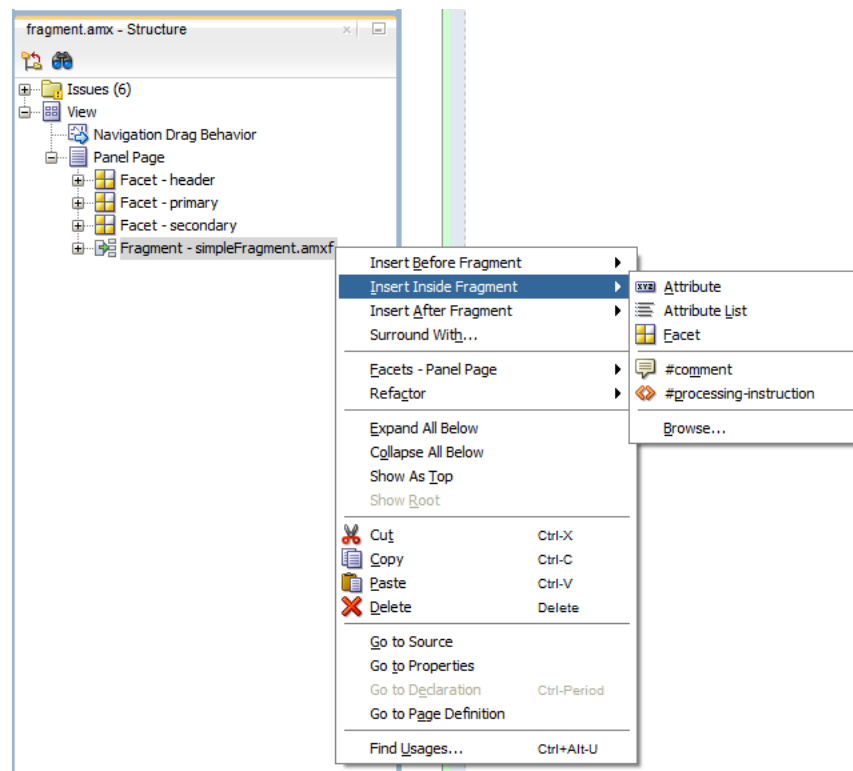 fragment.amx - Structure
Issues (6)
View
Navigation Drag Behavior
Panel Page
Facet - header
Facet - primary
Facet - secondary
Fragment - simpleFragment.amxf
Insert Before Fragment
Insert Inside Fragment
Insert After Fragment
Surround With...
Facets - Panel Page
Refactor
Expand All Below
Collapse All Below
Show As Top
Show Root
Cut Ctrl-X
Copy Ctrl-C
Paste Ctrl-V
Delete Delete
Go to Source
Go to Properties
Go to Declaration Ctrl-Period
Go to Page Definition
Find Usages... Ctrl+Alt-U
XYZ Attribute
Attribute List
Facet
#comment
#processing-instruction
Browse...